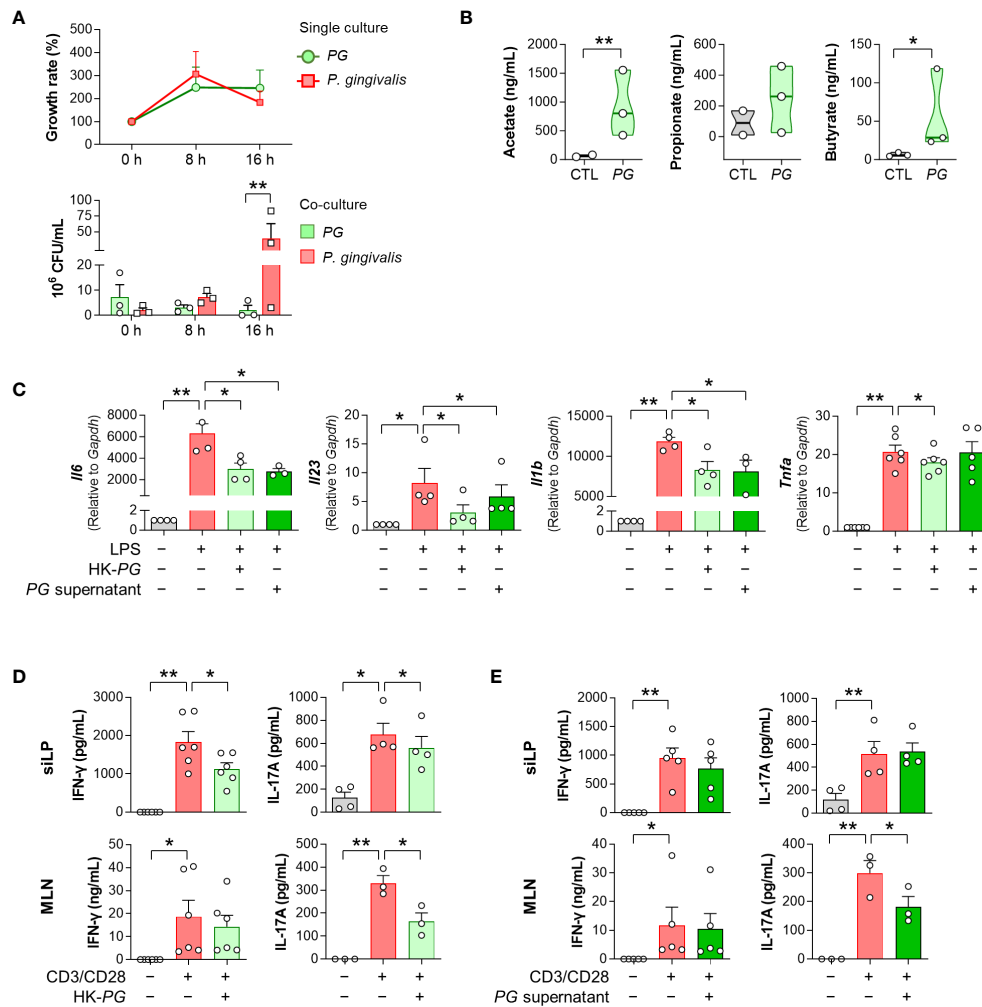 A
Growth rate (%)
500
400
300
200
100
0
0 h
8 h
16 h
Single culture
PG
P. gingivalis
10⁶ CFU/mL
100
75
50
25
20
10
0
**
0 h
8 h
16 h
Co-culture
PG
P. gingivalis
B
Acetate (ng/mL)
2000
1500
1000
500
0
**
CTL
PG
Propionate (ng/mL)
600
400
200
0
CTL
PG
Butyrate (ng/mL)
150
100
50
0
*
CTL
PG
C
Il6
(Relative to Gapdh)
8000
6000
4000
2000
2
0
** * *
Il23
(Relative to Gapdh)
20
15
10
5
0
* * *
Il1b
(Relative to Gapdh)
15000
10000
5000
2
0
** * *
Tnfa
(Relative to Gapdh)
30
20
10
0
** *
LPS – + + + – + + + – + + + – + + +
HK-PG – – + – – – + – – – + – – – + –
PG supernatant – – – + – – – + – – – + – – – +
D
siLP
IFN-γ (pg/mL)
3000
2000
1000
0
** *
IL-17A (pg/mL)
1000
800
600
400
200
0
* *
MLN
IFN-γ (ng/mL)
50
40
30
20
10
0
*
IL-17A (pg/mL)
500
400
300
200
100
0
** *
CD3/CD28 – + + – + +
HK-PG – – + – – +
E
siLP
IFN-γ (pg/mL)
2000
1500
1000
500
0
**
IL-17A (pg/mL)
1000
800
600
400
200
0
**
MLN
IFN-γ (ng/mL)
50
40
30
20
10
0
*
IL-17A (pg/mL)
400
300
200
100
0
** *
CD3/CD28 – + + – + +
PG supernatant – – + – – +